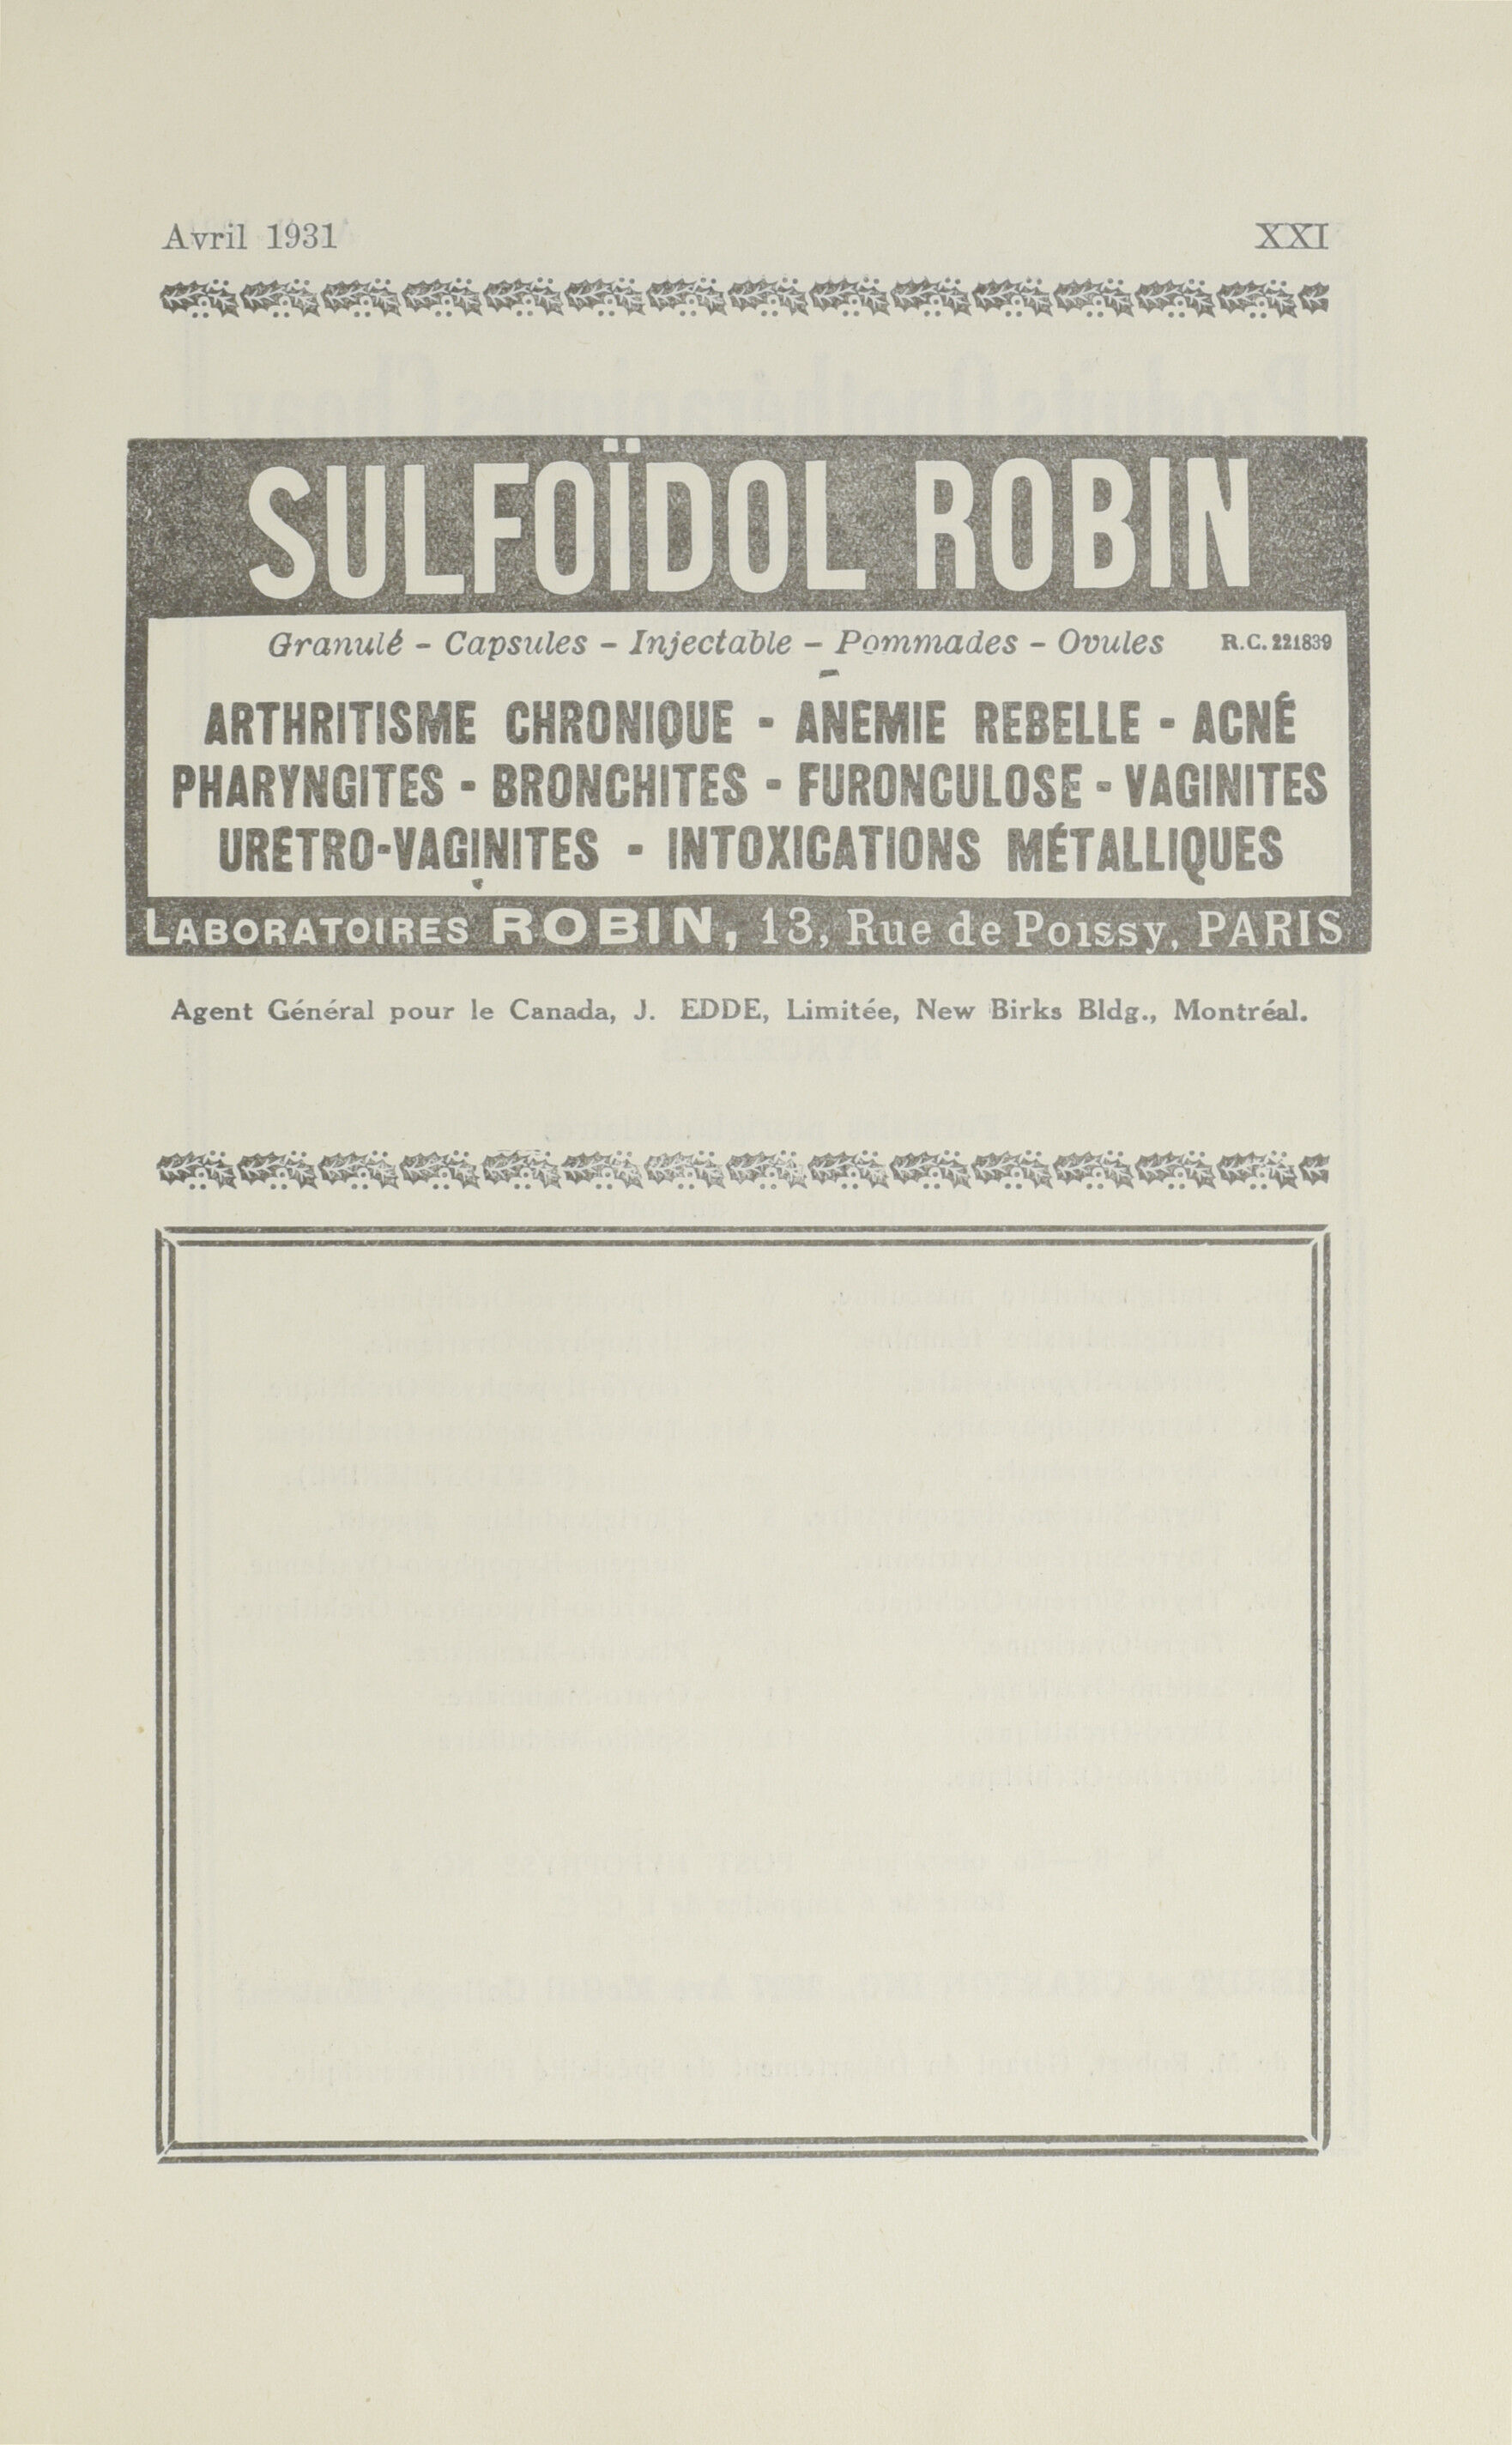 Avril 1931 XXI
SULFOÏDOL ROBIN
Granulé - Capsules - Injectable - Pommades - Ovules R.C. 221839
ARTHRITISME CHRONIQUE - ANEMIE REBELLE - ACNÉ
PHARYNGITES - BRONCHITES - FURONCULOSE - VAGINITES
URETRO-VAGINITES - INTOXICATIONS MÉTALLIQUES
LABORATOIRES ROBIN, 13, Rue de Poissy, PARIS
Agent Général pour le Canada, J. EDDE, Limitée, New Birks Bldg., Montréal.